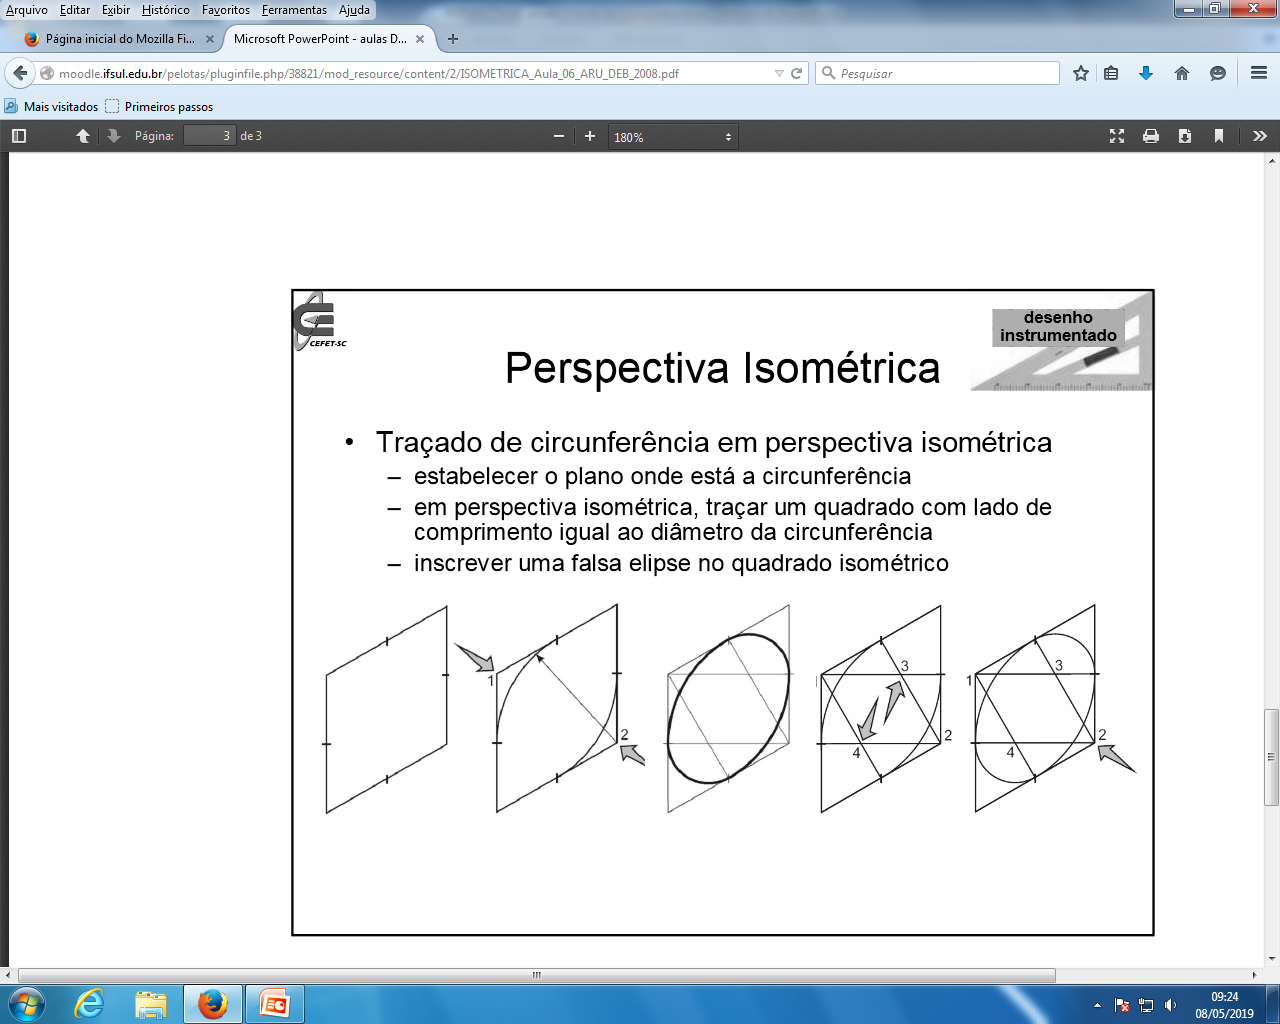 Arquivo Editar Exibir Histórico Favoritos Ferramentas Ajuda
Página inicial do Mozilla Fi...
Microsoft PowerPoint - aulas D...
moodle.ifsul.edu.br/pelotas/pluginfile.php/38821/mod_resource/content/2/ISOMETRICA_Aula_06_ARU_DEB_2008.pdf
Pesquisar
Mais visitados
Primeiros passos
Página: 3 de 3
180%
CEFET-SC
desenho
instrumentado
Perspectiva Isométrica
• Traçado de circunferência em perspectiva isométrica
– estabelecer o plano onde está a circunferência
– em perspectiva isométrica, traçar um quadrado com lado de
comprimento igual ao diâmetro da circunferência
– inscrever uma falsa elipse no quadrado isométrico
1
2
3
4
2
1
3
4
2
09:24
08/05/2019